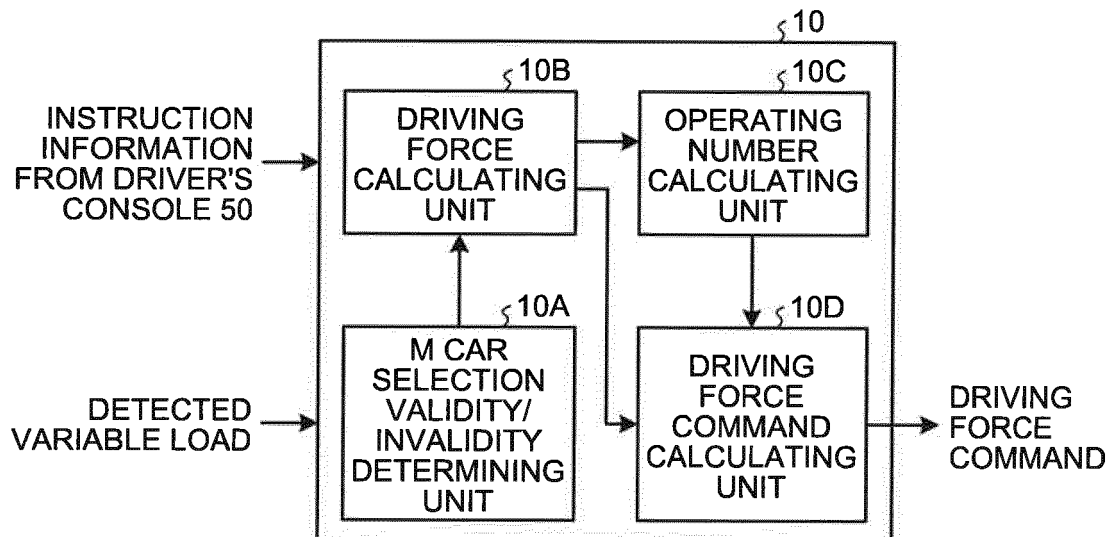 10
10B
10C
INSTRUCTION
INFORMATION
FROM DRIVER'S
CONSOLE 50
DRIVING
FORCE
CALCULATING
UNIT
OPERATING
NUMBER
CALCULATING
UNIT
10A
10D
DETECTED
VARIABLE LOAD
M CAR
SELECTION
VALIDITY/
INVALIDITY
DETERMINING
UNIT
DRIVING
FORCE
COMMAND
CALCULATING
UNIT
DRIVING
FORCE
COMMAND